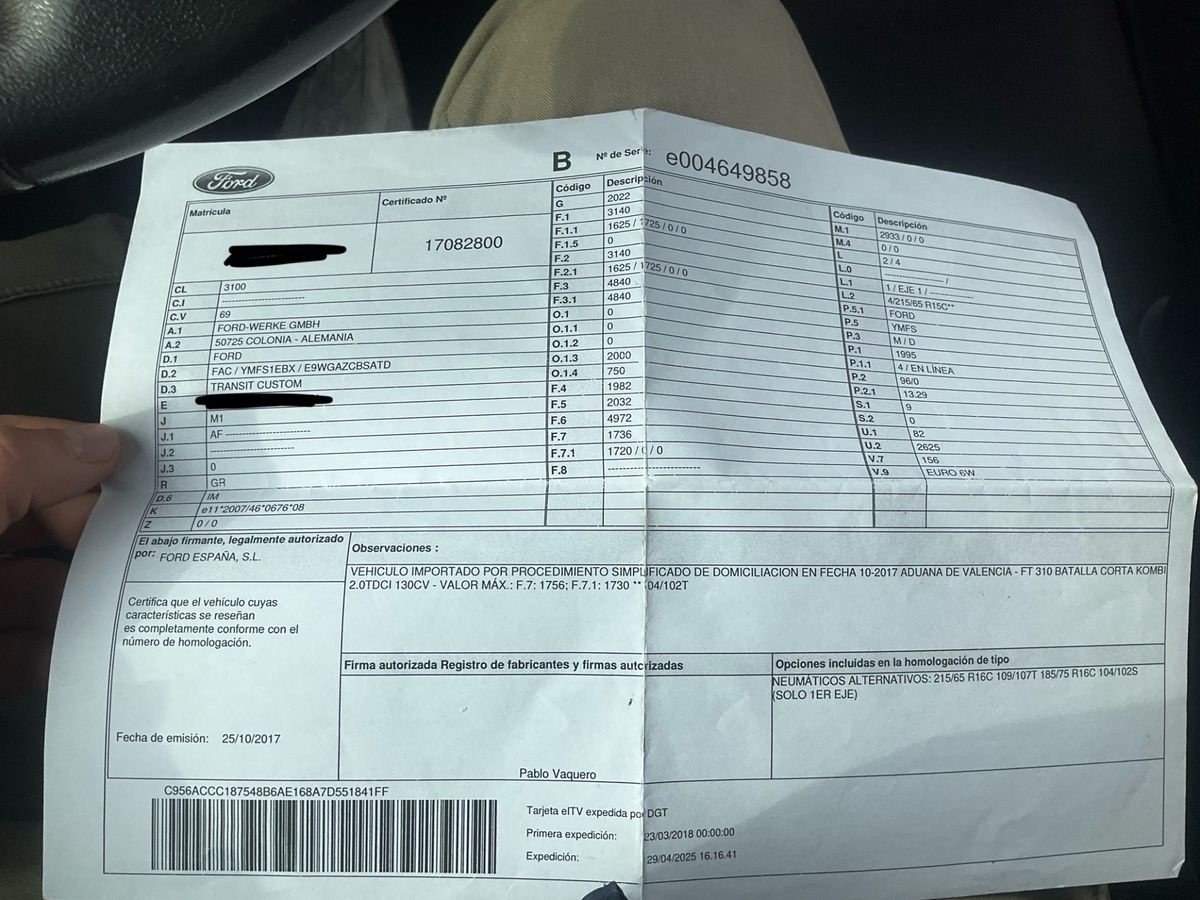 Ford
B Nº de Serie: e004649858
Matrícula
Certificado Nº
17082800
CL 3100
C.I -------------------------
C.V 69
A.1 FORD-WERKE GMBH
A.2 50725 COLONIA - ALEMANIA
D.1 FORD
D.2 FAC / YMFS1EBX / E9WGAZCBSATD
D.3 TRANSIT CUSTOM
E
J M1
J.1 AF -------------------------
J.2 -------------------------
J.3 0
R GR
D.6 IM
K e11*2007/46*0676*08
Z 0 / 0
Código Descripción
G 2022
F.1 3140
F.1.1 1625 / 1725 / 0 / 0
F.1.5 0
F.2 3140
F.2.1 1625 / 1725 / 0 / 0
F.3 4840
F.3.1 4840
O.1 0
O.1.1 0
O.1.2 0
O.1.3 2000
O.1.4 750
F.4 1982
F.5 2032
F.6 4972
F.7 1736
F.7.1 1720 / 0 / 0
F.8 -------------------------
Código Descripción
M.1 2933 / 0 / 0
M.4 0 / 0
L 2 / 4
L.0 ------------------- /
L.1 1 / EJE 1 / --------------
L.2 4/215/65 R15C**
P.5.1 FORD
P.5 YMFS
P.3 M / D
P.1 1995
P.1.1 4 / EN LÍNEA
P.2 96/0
P.2.1 13.29
S.1 9
S.2 0
U.1 82
U.2 2625
V.7 156
V.9 EURO 6W
El abajo firmante, legalmente autorizado
por: FORD ESPAÑA, S.L.
Certifica que el vehículo cuyas
características se reseñan
es completamente conforme con el
número de homologación.
Fecha de emisión: 25/10/2017
Observaciones :
VEHICULO IMPORTADO POR PROCEDIMIENTO SIMPLIFICADO DE DOMICILIACION EN FECHA 10-2017 ADUANA DE VALENCIA - FT 310 BATALLA CORTA KOMBI
2.0TDCI 130CV - VALOR MÁX.: F.7: 1756; F.7.1: 1730 ** 104/102T
Firma autorizada Registro de fabricantes y firmas autorizadas
Pablo Vaquero
Opciones incluidas en la homologación de tipo
NEUMÁTICOS ALTERNATIVOS: 215/65 R16C 109/107T 185/75 R16C 104/102S
(SOLO 1ER EJE)
C956ACCC187548B6AE168A7D551841FF
Tarjeta eITV expedida por DGT
Primera expedición: 23/03/2018 00:00:00
Expedición: 29/04/2025 16.16.41